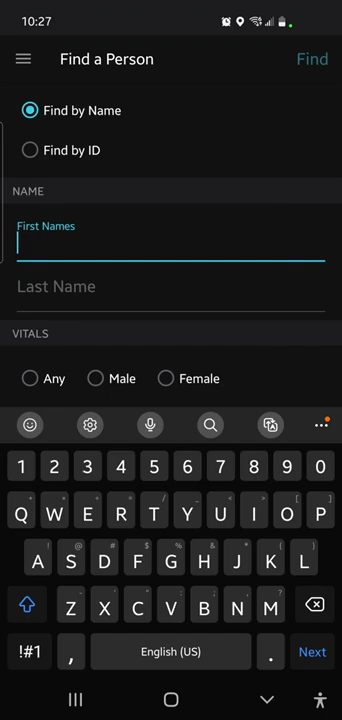 10:27
Find a Person
Find
Find by Name
Find by ID
NAME
First Names
Last Name
VITALS
Any Male Female
1 2 3 4 5 6 7 8 9 0
Q W E R T Y U I O P
A S D F G H J K L
Z X C V B N M
!#1 , English (US) . Next